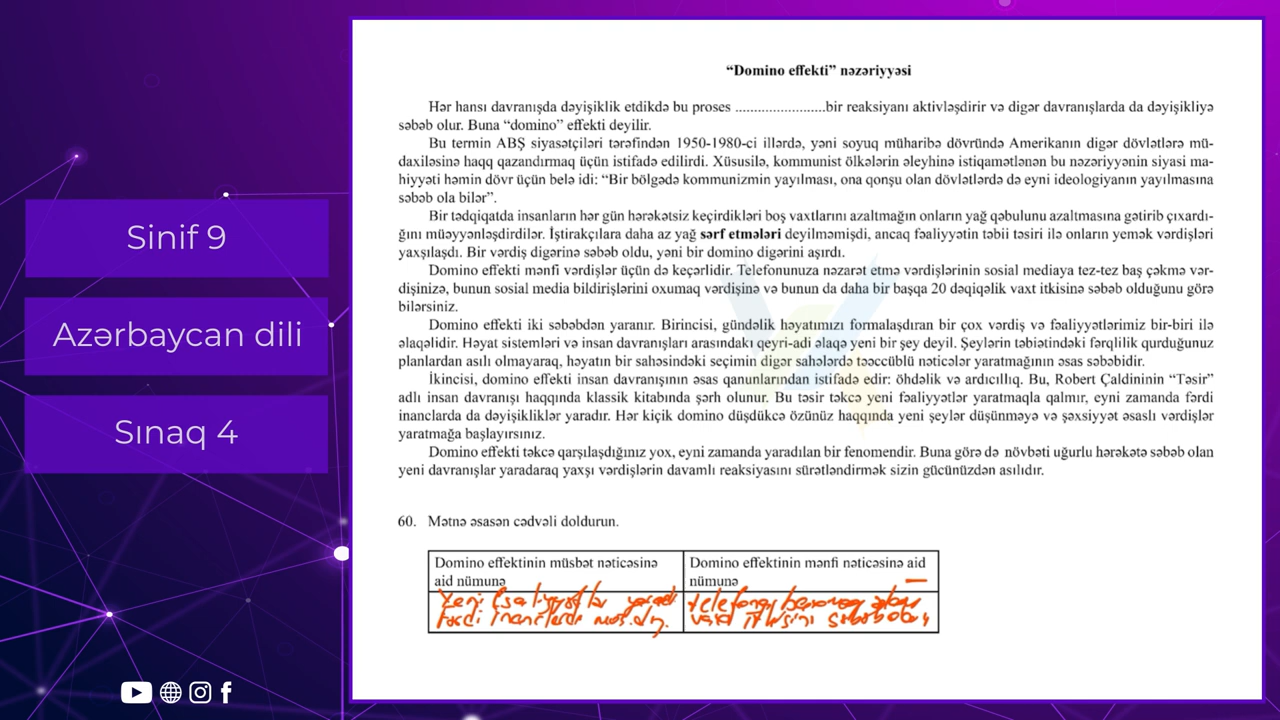 Sinif 9
Azərbaycan dili
Sınaq 4
“Domino effekti” nəzəriyyəsi
Hər hansı davranışda dəyişiklik etdikdə bu proses ........................bir reaksiyanı aktivləşdirir və digər davranışlarda da dəyişikliyə
səbəb olur. Buna “domino” effekti deyilir.
Bu termin ABŞ siyasətçiləri tərəfindən 1950-1980-ci illərdə, yəni soyuq müharibə dövründə Amerikanın digər dövlətlərə mü-
daxiləsinə haqq qazandırmaq üçün istifadə edilirdi. Xüsusilə, kommunist ölkələrin əleyhinə istiqamətlənən bu nəzəriyyənin siyasi ma-
hiyyəti həmin dövr üçün belə idi: “Bir bölgədə kommunizmin yayılması, ona qonşu olan dövlətlərdə də eyni ideologiyanın yayılmasına
səbəb ola bilər”.
Bir tədqiqatda insanların hər gün hərəkətsiz keçirdikləri boş vaxtlarını azaltmağın onların yağ qəbulunu azaltmasına gətirib çıxardı-
ğını müəyyənləşdirdilər. İştirakçılara daha az yağ sərf etmələri deyilməmişdi, ancaq fəaliyyətin təbii təsiri ilə onların yemək vərdişləri
yaxşılaşdı. Bir vərdiş digərinə səbəb oldu, yəni bir domino digərini aşırdı.
Domino effekti mənfi vərdişlər üçün də keçərlidir. Telefonunuza nəzarət etmə vərdişlərinin sosial mediaya tez-tez baş çəkmə vər-
dişinizə, bunun sosial media bildirişlərini oxumaq vərdişinə və bunun da daha bir başqa 20 dəqiqəlik vaxt itkisinə səbəb olduğunu görə
bilərsiniz.
Domino effekti iki səbəbdən yaranır. Birincisi, gündəlik həyatımızı formalaşdıran bir çox vərdiş və fəaliyyətlərimiz bir-biri ilə
əlaqəlidir. Həyat sistemləri və insan davranışları arasındakı qeyri-adi əlaqə yeni bir şey deyil. Şeylərin təbiətindəki fərqlilik qurduğunuz
planlardan asılı olmayaraq, həyatın bir sahəsindəki seçimin digər sahələrdə təəccüblü nəticələr yaratmağının əsas səbəbidir.
İkincisi, domino effekti insan davranışının əsas qanunlarından istifadə edir: öhdəlik və ardıcıllıq. Bu, Robert Çaldininin “Təsir”
adlı insan davranışı haqqında klassik kitabında şərh olunur. Bu təsir təkcə yeni fəaliyyətlər yaratmaqla qalmır, eyni zamanda fərdi
inanclarda da dəyişikliklər yaradır. Hər kiçik domino düşdükcə özünüz haqqında yeni şeylər düşünməyə və şəxsiyyət əsaslı vərdişlər
yaratmağa başlayırsınız.
Domino effekti təkcə qarşılaşdığınız yox, eyni zamanda yaradılan bir fenomendir. Buna görə də növbəti uğurlu hərəkətə səbəb olan
yeni davranışlar yaradaraq yaxşı vərdişlərin davamlı reaksiyasını sürətləndirmək sizin gücünüzdən asılıdır.
60. Mətnə əsasən cədvəli doldurun.
Domino effektinin müsbət nəticəsinə
aid nümunə
Domino effektinin mənfi nəticəsinə aid
nümunə
Yeni fəaliyyətlər
fərdi inanclarda
telefona
vaxt itkisinə səbəb olur